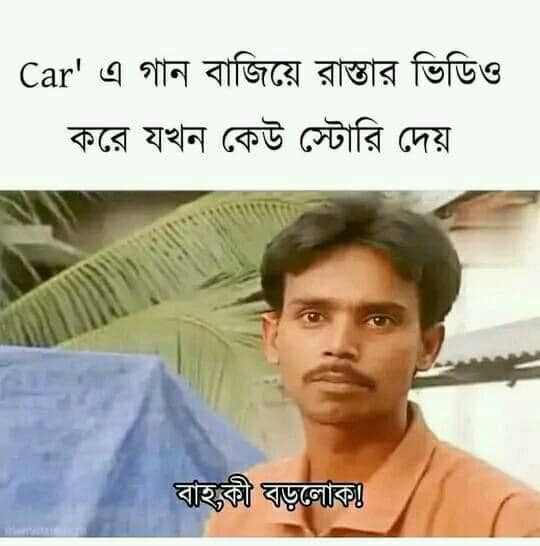 Car' এ গান বাজিয়ে রাস্তার ভিডিও
করে যখন কেউ স্টোরি দেয়
বাহ,কী বড়লোক!